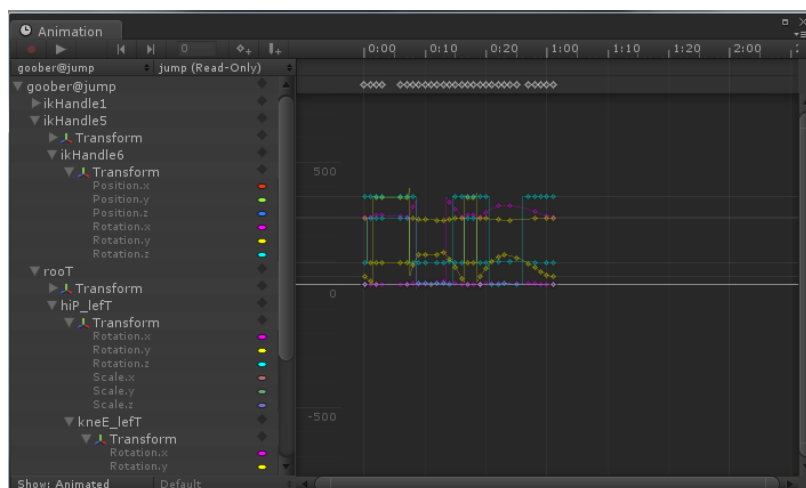 Animation
0 0:00 0:10 0:20 1:00 1:10 1:20 2:00
goober@jump jump (Read-Only)
goober@jump
ikHandle1
ikHandle5
Transform
ikHandle6
Transform
500
Position.x
Position.y
Position.z
Rotation.x
Rotation.y
Rotation.z
rooT
Transform
0
hiP_lefT
Transform
Rotation.x
Rotation.y
Rotation.z
Scale.x
Scale.y
Scale.z
-500
kneE_lefT
Transform
Rotation.x
Rotation.y
Show: Animated Default